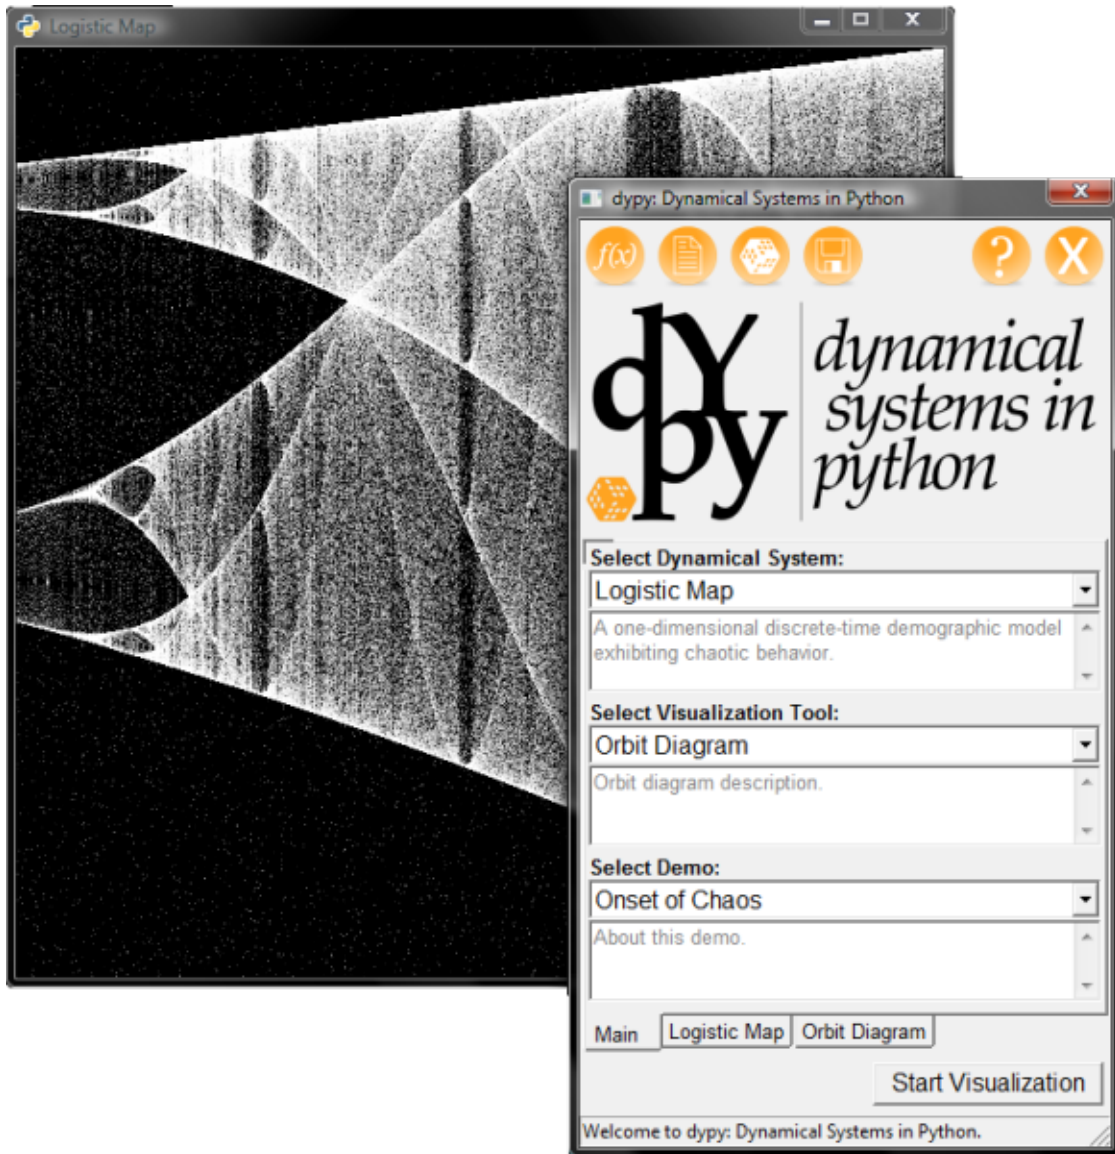 Logistic Map
dypy: Dynamical Systems in Python
f(x)
?
X
dypy
dynamical
systems in
python
Select Dynamical System:
Logistic Map
A one-dimensional discrete-time demographic model
exhibiting chaotic behavior.
Select Visualization Tool:
Orbit Diagram
Orbit diagram description.
Select Demo:
Onset of Chaos
About this demo.
Main
Logistic Map
Orbit Diagram
Start Visualization
Welcome to dypy: Dynamical Systems in Python.